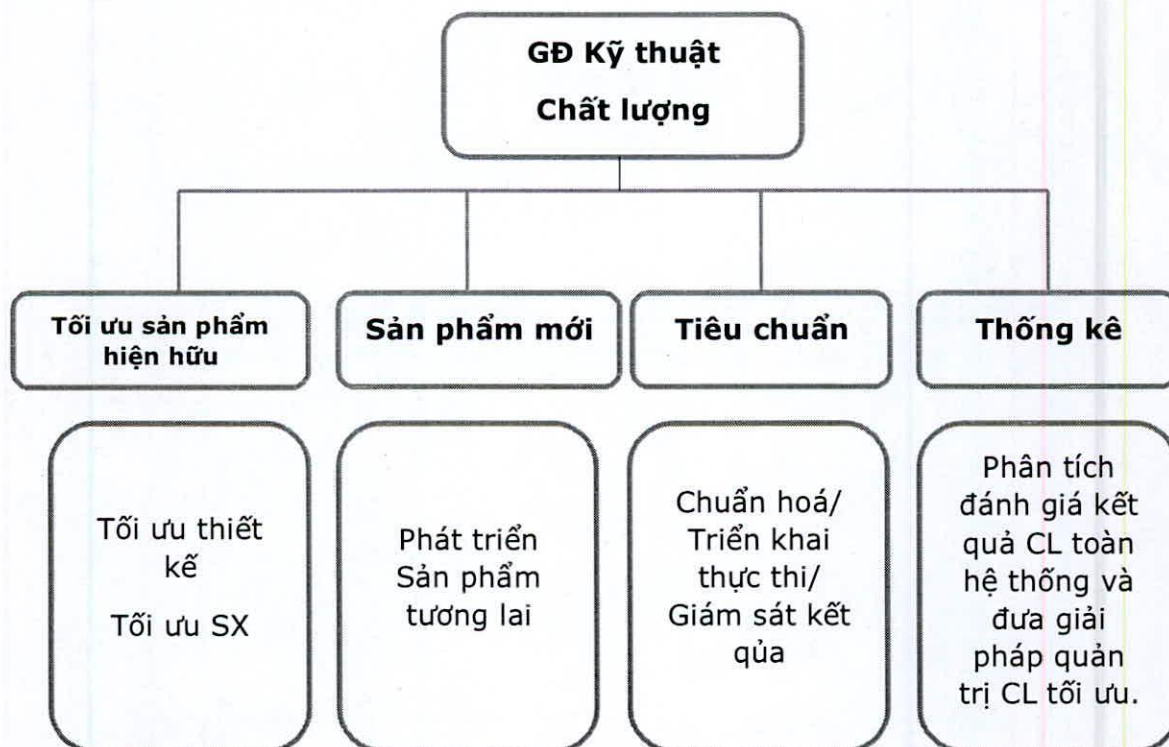 GĐ Kỹ thuật
Chất lượng
Tối ưu sản phẩm
hiện hữu
Sản phẩm mới
Tiêu chuẩn
Thống kê
Tối ưu thiết
kế
Tối ưu SX
Phát triển
Sản phẩm
tương lai
Chuẩn hoá/
Triển khai
thực thi/
Giám sát kết
qủa
Phân tích
đánh giá kết
quả CL toàn
hệ thống và
đưa giải
pháp quản
trị CL tối ưu.